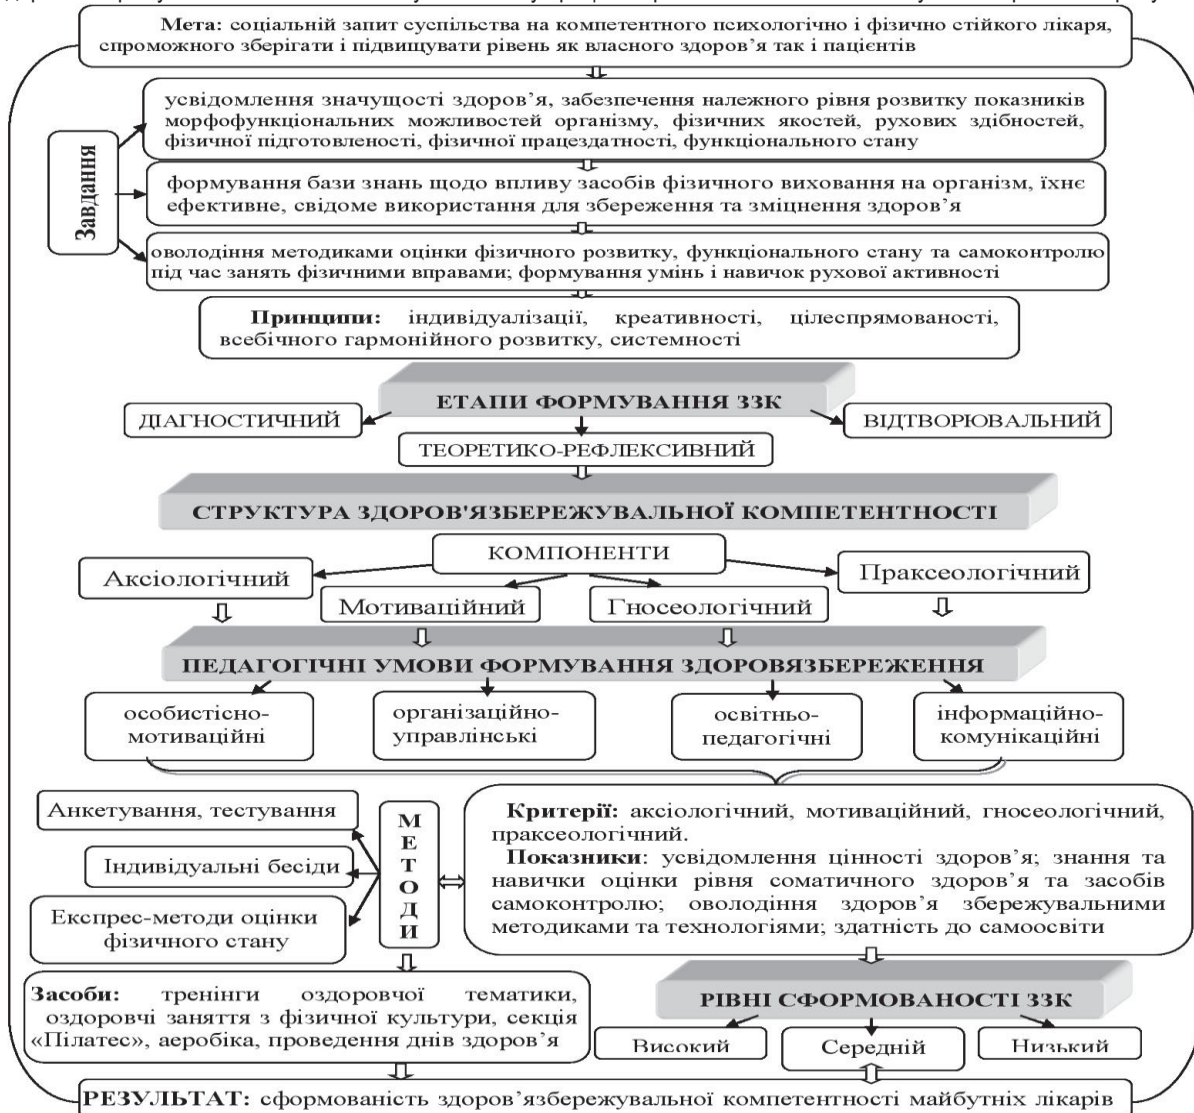 Мета: соціальній запит суспільства на компетентного психологічно і фізично стійкого лікаря,
спроможного зберігати і підвищувати рівень як власного здоров’я так і пацієнтів
Завдання
усвідомлення значущості здоров’я, забезпечення належного рівня розвитку показників
морфофункціональних можливостей організму, фізичних якостей, рухових здібностей,
фізичної підготовленості, фізичної працездатності, функціонального стану
формування бази знань щодо впливу засобів фізичного виховання на організм, їхнє
ефективне, свідоме використання для збереження та зміцнення здоров’я
оволодіння методиками оцінки фізичного розвитку, функціонального стану та самоконтролю
під час занять фізичними вправами; формування умінь і навичок рухової активності
Принципи: індивідуалізації, креативності, цілеспрямованості,
всебічного гармонійного розвитку, системності
ЕТАПИ ФОРМУВАННЯ ЗЗК
ДІАГНОСТИЧНИЙ
ВІДТВОРЮВАЛЬНИЙ
ТЕОРЕТИКО-РЕФЛЕКСИВНИЙ
СТРУКТУРА ЗДОРОВ'ЯЗБЕРЕЖУВАЛЬНОЇ КОМПЕТЕНТНОСТІ
КОМПОНЕНТИ
Аксіологічний
Праксеологічний
Мотиваційний
Гносеологічний
ПЕДАГОГІЧНІ УМОВИ ФОРМУВАННЯ ЗДОРОВЯЗБЕРЕЖЕННЯ
особистісно-
мотиваційні
організаційно-
управлінські
освітньо-
педагогічні
інформаційно-
комунікаційні
Анкетування, тестування
Індивідуальні бесіди
Експрес-методи оцінки
фізичного стану
М
Е
Т
О
Д
И
Критерії: аксіологічний, мотиваційний, гносеологічний,
праксеологічний.
Показники: усвідомлення цінності здоров’я; знання та
навички оцінки рівня соматичного здоров’я та засобів
самоконтролю; оволодіння здоров’я збережувальними
методиками та технологіями; здатність до самоосвіти
Засоби: тренінги оздоровчої тематики,
оздоровчі заняття з фізичної культури, секція
«Пілатес», аеробіка, проведення днів здоров’я
РІВНІ СФОРМОВАНОСТІ ЗЗК
Високий
Середній
Низький
РЕЗУЛЬТАТ: сформованість здоров’язбережувальної компетентності майбутніх лікарів